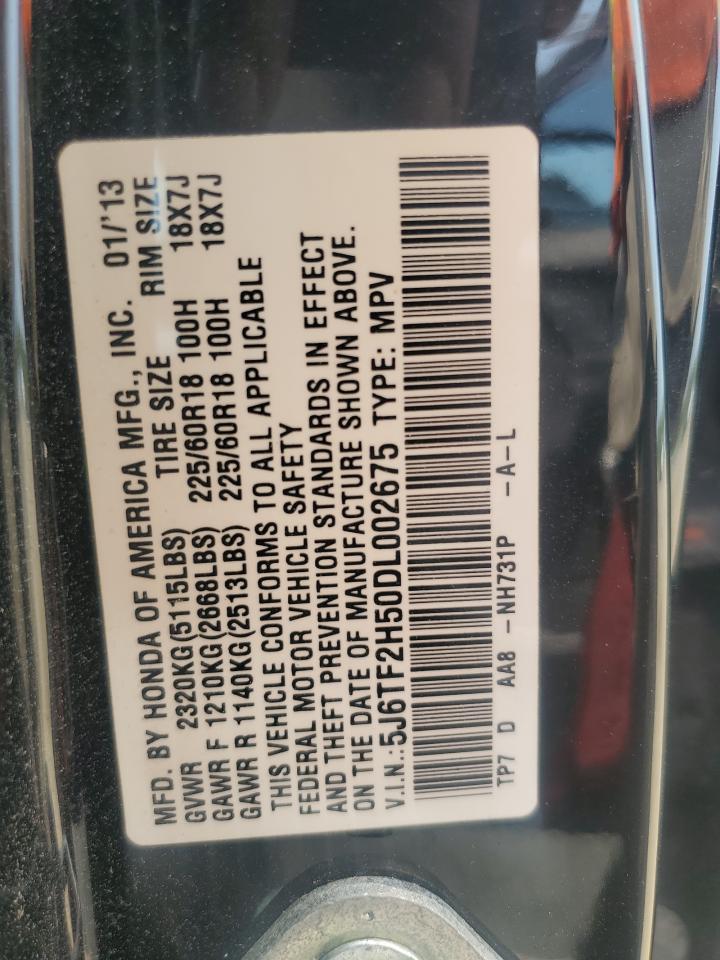 MFD. BY HONDA OF AMERICA MFG., INC. 01/'13
GVWR 2320KG(5115LBS) TIRE SIZE RIM SIZE
GAWR F 1210KG(2668LBS) 225/60R18 100H 18X7J
GAWR R 1140KG(2513LBS) 225/60R18 100H 18X7J
THIS VEHICLE CONFORMS TO ALL APPLICABLE
FEDERAL MOTOR VEHICLE SAFETY
AND THEFT PREVENTION STANDARDS IN EFFECT
ON THE DATE OF MANUFACTURE SHOWN ABOVE.
V.I.N.:5J6TF2H50DL002675 TYPE: MPV
TP7 D AA8 -NH731P -A-L